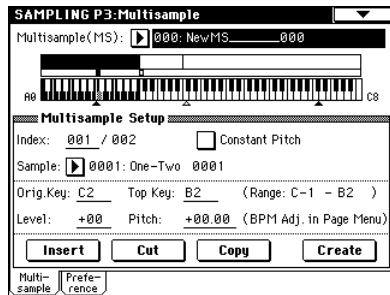 SAMPLING P3:Multisample
Multisample(MS): 000: NewMS______000
A0 C8
Multisample Setup
Index: 001 / 002 Constant Pitch
Sample: 0001: One-Two 0001
Orig.Key: C2 Top Key: B2 (Range: C-1 - B2 )
Level: +00 Pitch: +00.00 (BPM Adj. in Page Menu)
Insert Cut Copy Create
Multi-sample Prefe-rence